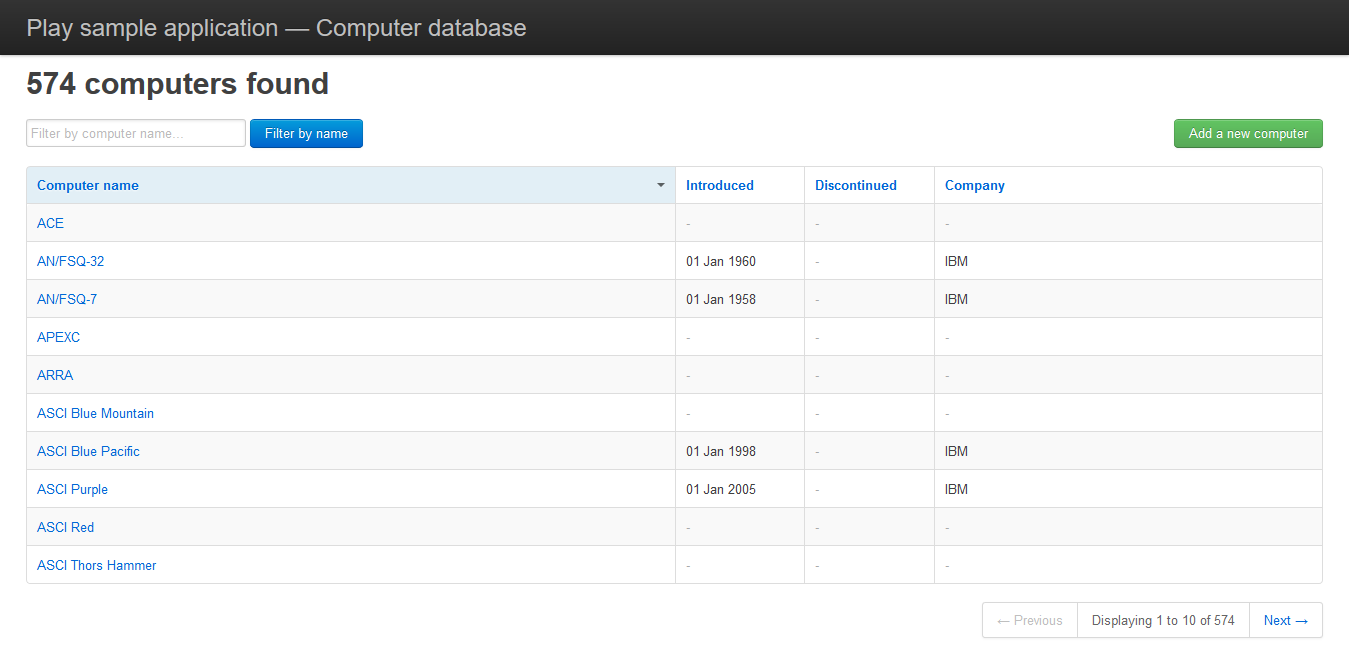 Play sample application — Computer database
574 computers found
Filter by computer name... Filter by name Add a new computer
Computer name Introduced Discontinued Company
ACE - - -
AN/FSQ-32 01 Jan 1960 - IBM
AN/FSQ-7 01 Jan 1958 - IBM
APEXC - - -
ARRA - - -
ASCI Blue Mountain - - -
ASCI Blue Pacific 01 Jan 1998 - IBM
ASCI Purple 01 Jan 2005 - IBM
ASCI Red - - -
ASCI Thors Hammer - - -
← Previous Displaying 1 to 10 of 574 Next →